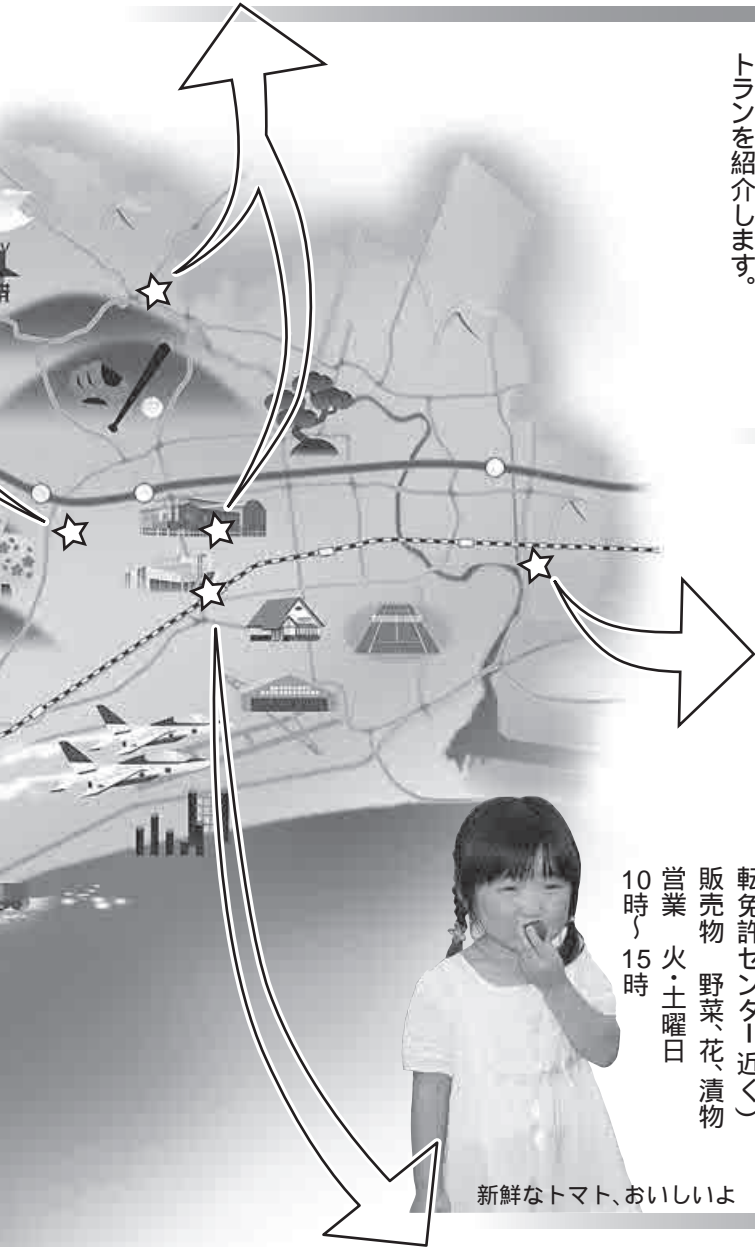 トランを紹介します。
転免許センター近く）
販売物　野菜、花、漬物
営業　火・土曜日
10時～15時
新鮮なトマト、おいしいよ